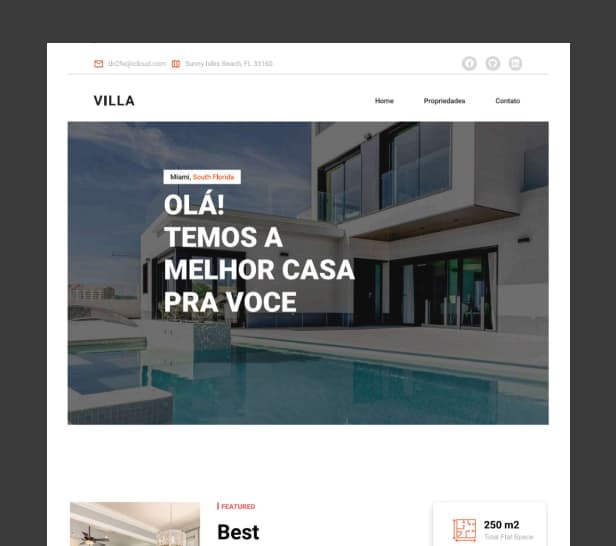 dn2fe@icloud.com Sunny Isles Beach, FL 33160
VILLA
Home Propriedades Contato
Miami, South Florida
OLÁ!
TEMOS A
MELHOR CASA
PRA VOCE
FEATURED
Best
250 m2
Total Flat Space